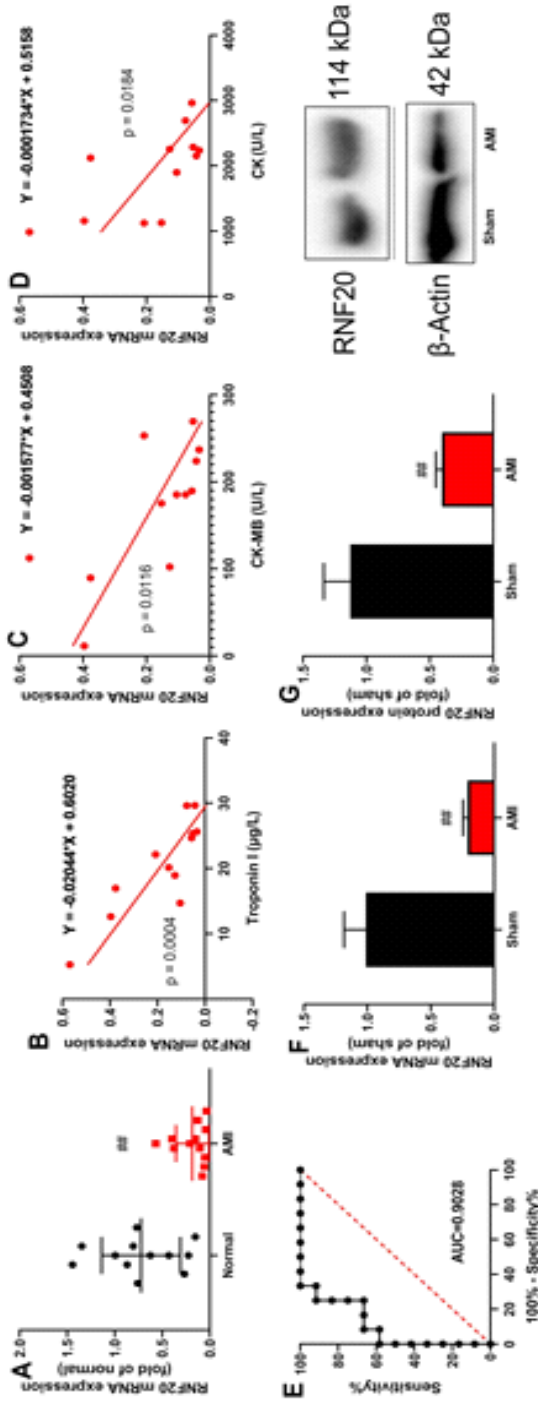 A
RNF20 mRNA expression
(fold of normal)
2.0
1.5
1.0
0.5
0.0
Normal
AMI
##
B
RNF20 mRNA expression
0.6
0.4
0.2
0.0
-0.2
10
20
30
40
Troponin I (μg/L)
Y = -0.02044*X + 0.6020
p = 0.0004
C
RNF20 mRNA expression
0.6
0.4
0.2
0.0
0
100
200
300
CK-MB (U/L)
Y = -0.001577*X + 0.4508
p = 0.0116
D
RNF20 mRNA expression
0.6
0.4
0.2
0.0
0
1000
2000
3000
4000
CK (U/L)
Y = -0.0001734*X + 0.5158
p = 0.0184
E
Sensitivity%
100
80
60
40
20
0
0
20
40
60
80
100
100% - Specificity%
AUC=0.9028
F
RNF20 mRNA expression
(fold of sham)
1.5
1.0
0.5
0.0
Sham
AMI
##
G
RNF20 protein expression
(fold of sham)
1.5
1.0
0.5
0.0
Sham
AMI
##
RNF20
114 kDa
β-Actin
42 kDa
Sham
AMI